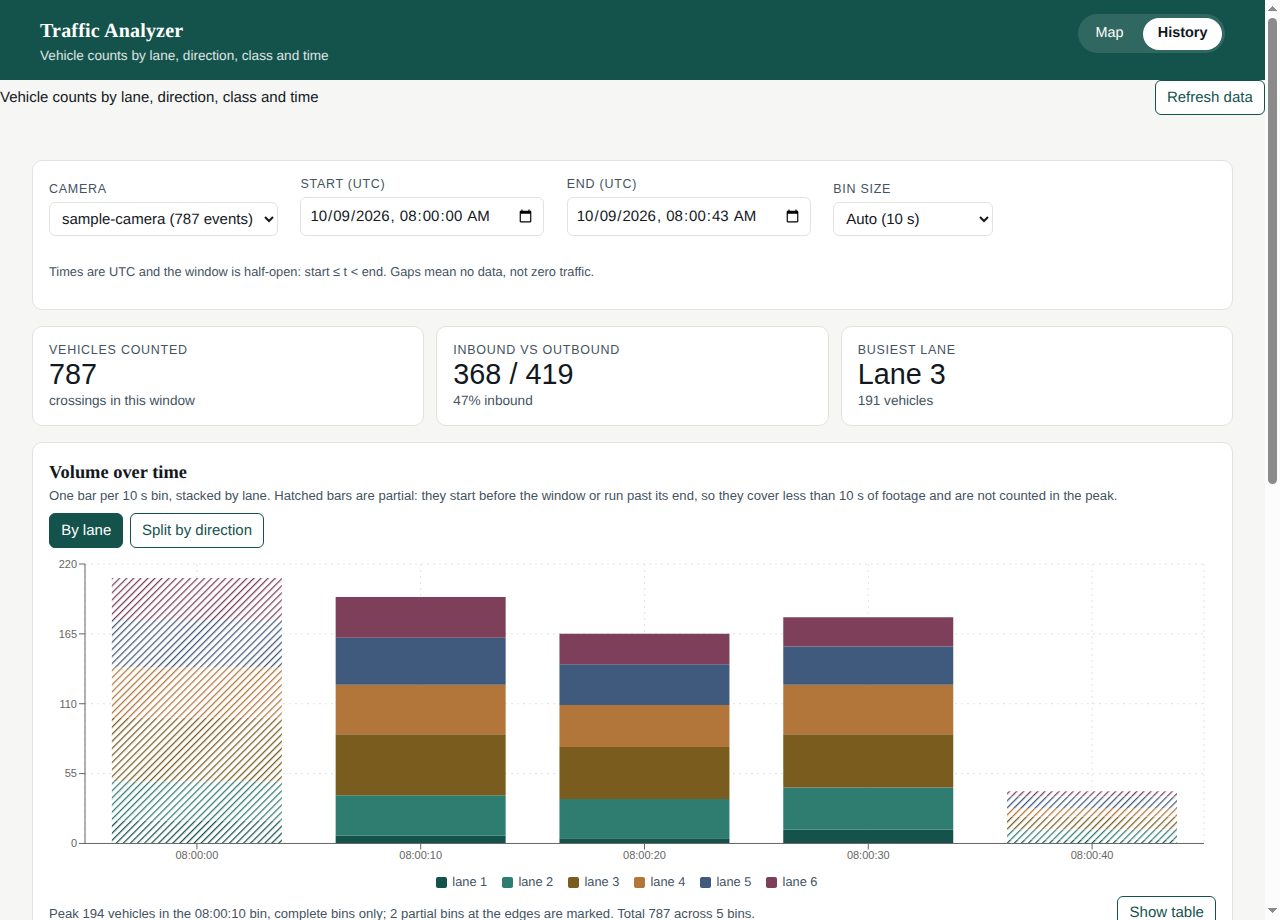 Traffic Analyzer
Vehicle counts by lane, direction, class and time
Map
History
Vehicle counts by lane, direction, class and time
Refresh data
CAMERA
START (UTC)
END (UTC)
BIN SIZE
sample-camera (787 events)
10/09/2026, 08:00:00 AM
10/09/2026, 08:00:43 AM
Auto (10 s)
Times are UTC and the window is half-open: start ≤ t < end. Gaps mean no data, not zero traffic.
VEHICLES COUNTED
787
crossings in this window
INBOUND VS OUTBOUND
368 / 419
47% inbound
BUSIEST LANE
Lane 3
191 vehicles
Volume over time
One bar per 10 s bin, stacked by lane. Hatched bars are partial: they start before the window or run past its end, so they cover less than 10 s of footage and are not counted in the peak.
By lane
Split by direction
220
165
110
55
0
08:00:00
08:00:10
08:00:20
08:00:30
08:00:40
lane 1
lane 2
lane 3
lane 4
lane 5
lane 6
Peak 194 vehicles in the 08:00:10 bin, complete bins only; 2 partial bins at the edges are marked. Total 787 across 5 bins.
Show table